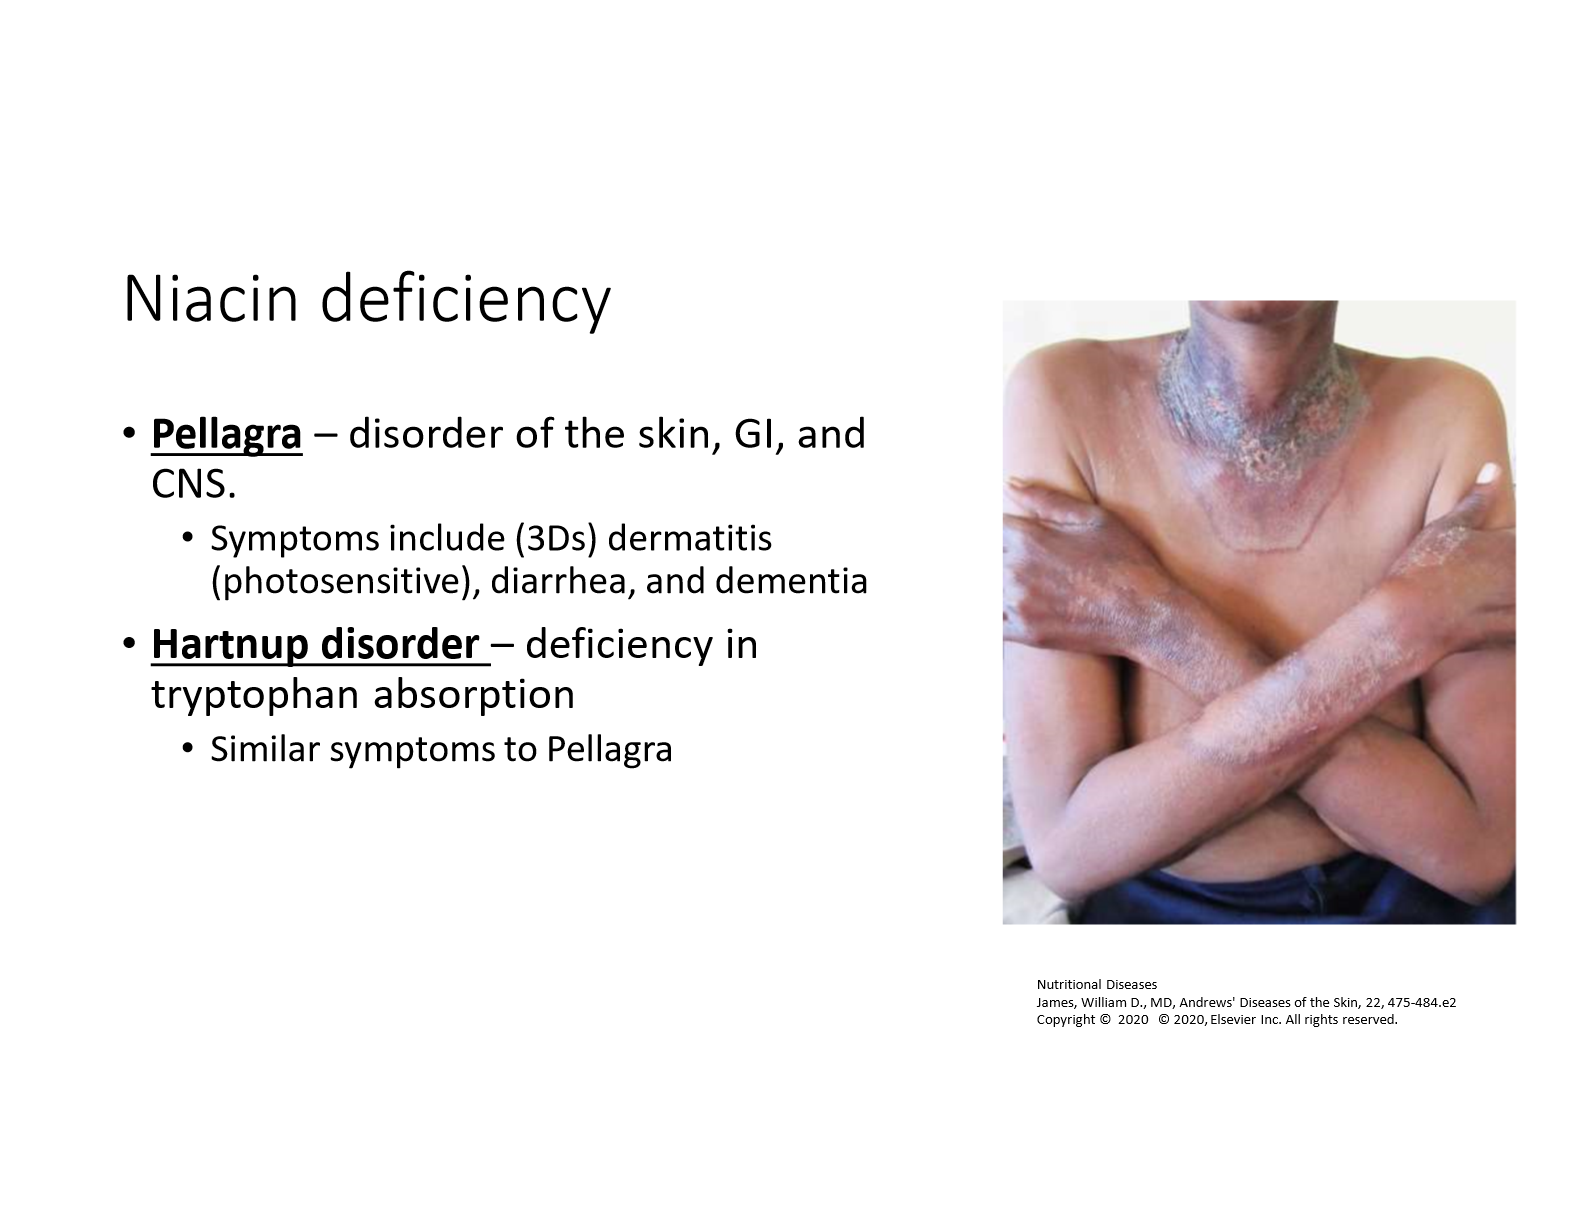 Niacin deficiency
• Pellagra – disorder of the skin, GI, and
CNS.
• Symptoms include (3Ds) dermatitis
(photosensitive), diarrhea, and dementia
• Hartnup disorder – deficiency in
tryptophan absorption
• Similar symptoms to Pellagra
Nutritional Diseases
James, William D., MD, Andrews' Diseases of the Skin, 22, 475-484.e2
Copyright © 2020 © 2020, Elsevier Inc. All rights reserved.